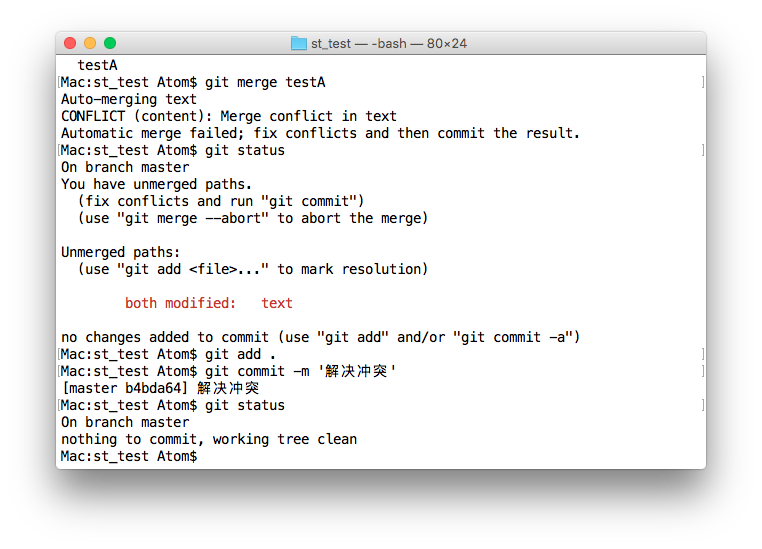 st_test — -bash — 80×24
testA
[Mac:st_test Atom$ git merge testA ]
Auto-merging text
CONFLICT (content): Merge conflict in text
Automatic merge failed; fix conflicts and then commit the result.
[Mac:st_test Atom$ git status ]
On branch master
You have unmerged paths.
(fix conflicts and run "git commit")
(use "git merge --abort" to abort the merge)
Unmerged paths:
(use "git add <file>..." to mark resolution)
both modified: text
no changes added to commit (use "git add" and/or "git commit -a")
[Mac:st_test Atom$ git add . ]
[Mac:st_test Atom$ git commit -m '解决冲突' ]
[master b4bda64] 解决冲突
[Mac:st_test Atom$ git status ]
On branch master
nothing to commit, working tree clean
Mac:st_test Atom$